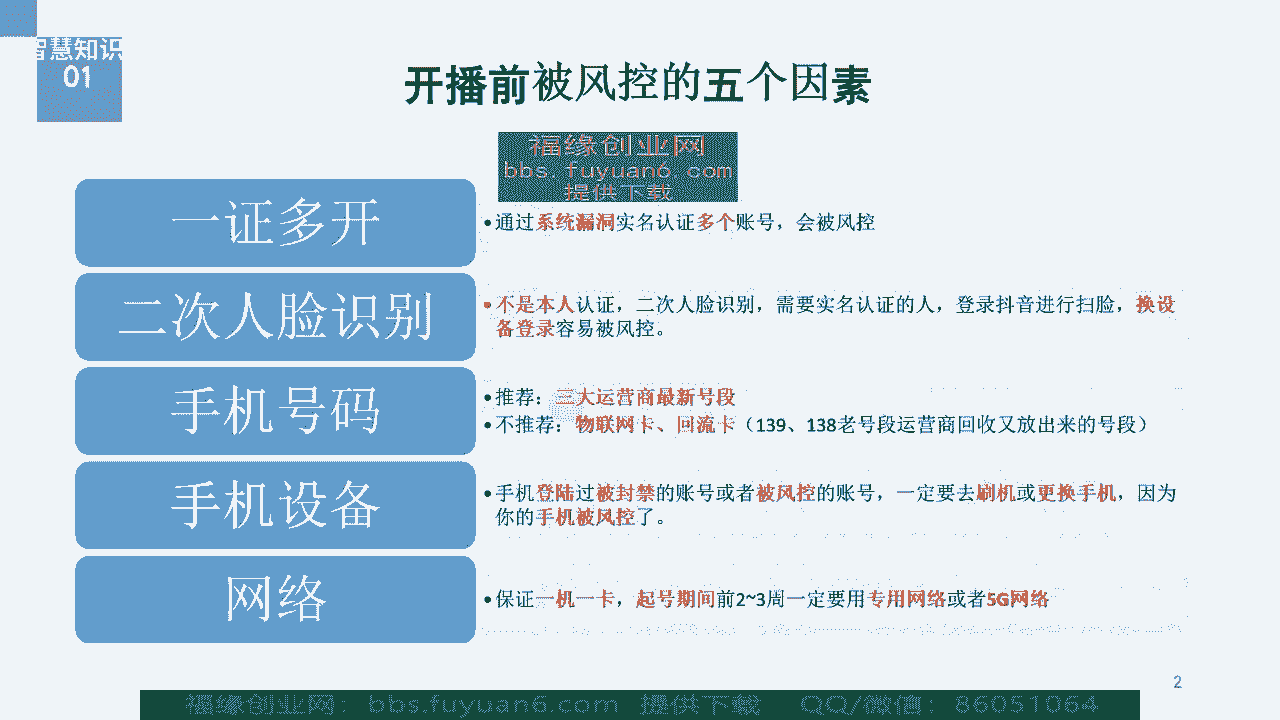 智慧知识
01
开播前被风控的五个因素
福缘创业网
bbs.fuyuan6.com
提供下载
一证多开
•通过系统漏洞实名认证多个账号，会被风控
二次人脸识别
•不是本人认证，二次人脸识别，需要实名认证的人，登录抖音进行扫脸，换设
备登录容易被风控。
手机号码
•推荐：三大运营商最新号段
•不推荐：物联网卡、回流卡（139、138老号段运营商回收又放出来的号段）
手机设备
•手机登陆过被封禁的账号或者被风控的账号，一定要去刷机或更换手机，因为
你的手机被风控了。
网络
•保证一机一卡，起号期间前2~3周一定要用专用网络或者5G网络
2
福缘创业网：bbs.fuyuan6.com 提供下载 QQ/微信：86051064